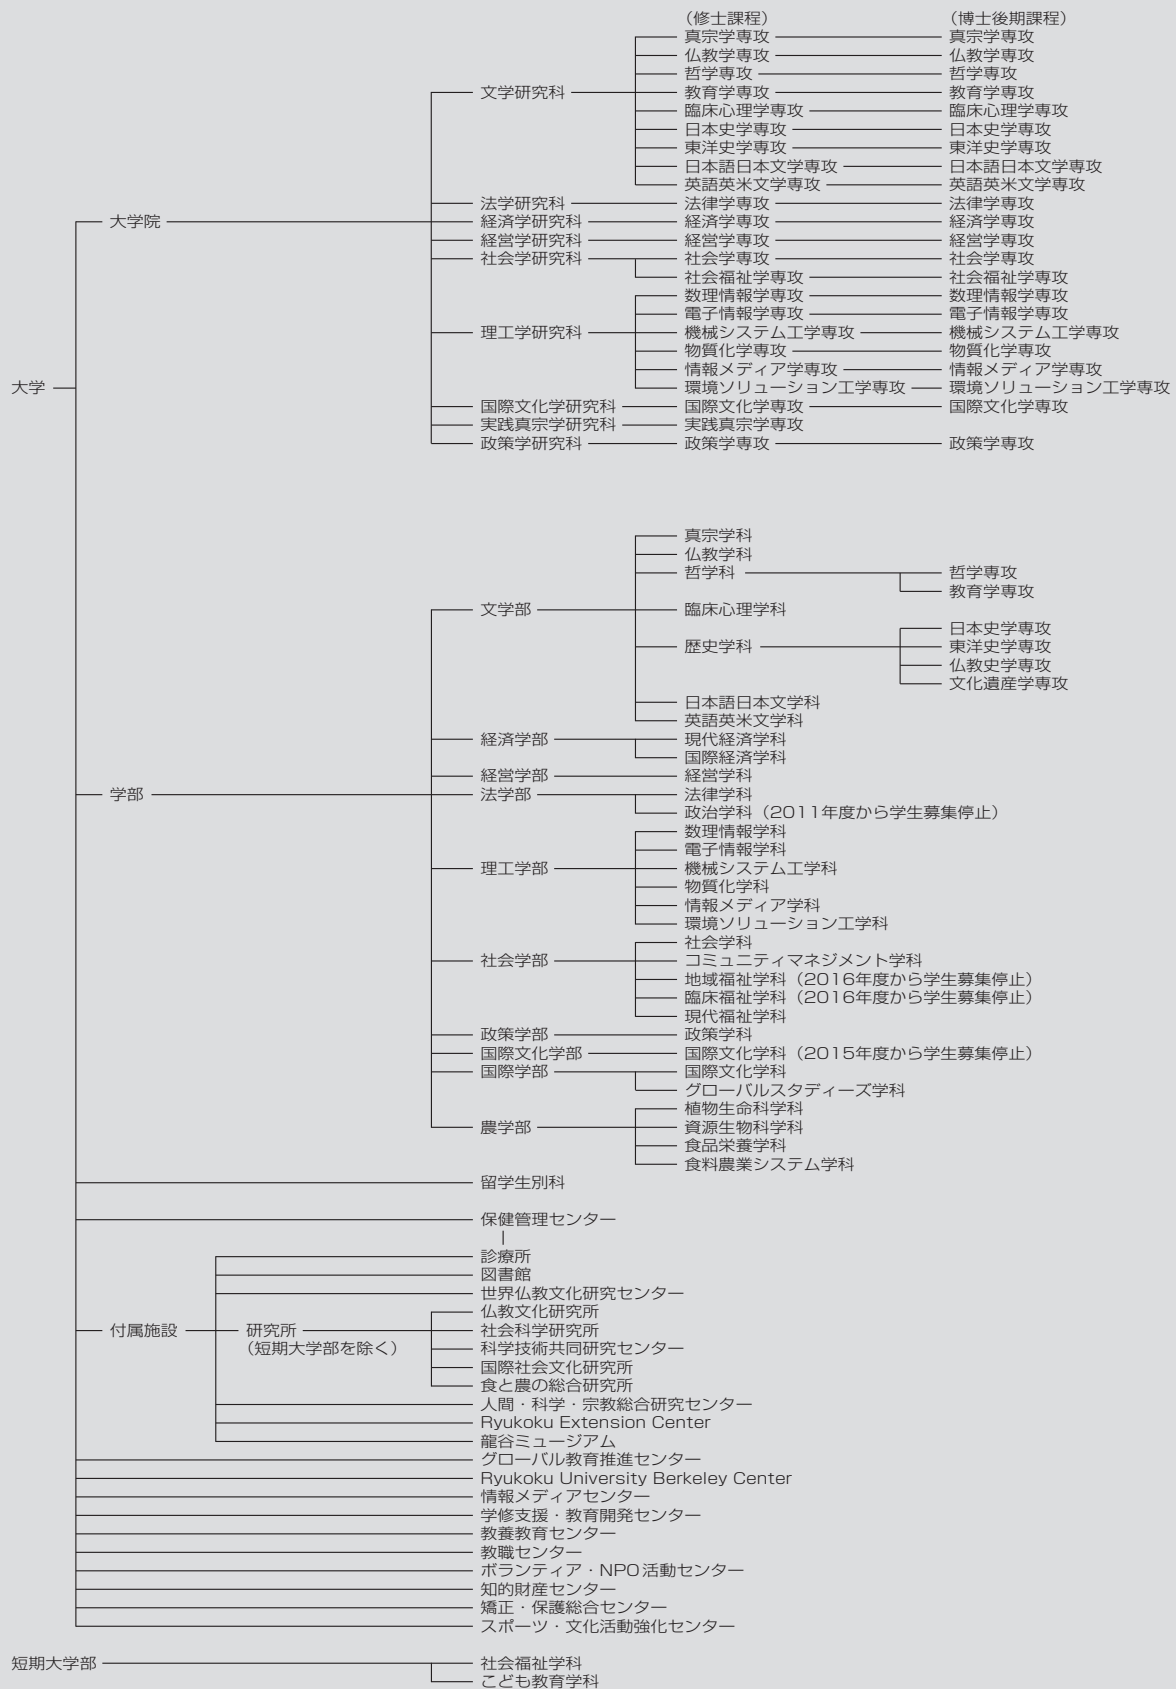 （修士課程） （博士後期課程）
真宗学専攻 真宗学専攻
仏教学専攻 仏教学専攻
哲学専攻 哲学専攻
文学研究科 教育学専攻 教育学専攻
臨床心理学専攻 臨床心理学専攻
日本史学専攻 日本史学専攻
東洋史学専攻 東洋史学専攻
日本語日本文学専攻 日本語日本文学専攻
英語英米文学専攻 英語英米文学専攻
法学研究科 法律学専攻 法律学専攻
大学院 経済学研究科 経済学専攻 経済学専攻
経営学研究科 経営学専攻 経営学専攻
社会学研究科 社会学専攻 社会学専攻
社会福祉学専攻 社会福祉学専攻
数理情報学専攻 数理情報学専攻
電子情報学専攻 電子情報学専攻
理工学研究科 機械システム工学専攻 機械システム工学専攻
物質化学専攻 物質化学専攻
情報メディア学専攻 情報メディア学専攻
大学 環境ソリューション工学専攻 環境ソリューション工学専攻
国際文化学研究科 国際文化学専攻 国際文化学専攻
実践真宗学研究科 実践真宗学専攻
政策学研究科 政策学専攻 政策学専攻
真宗学科
仏教学科
哲学科 哲学専攻
教育学専攻
文学部 臨床心理学科
日本史学専攻
歴史学科 東洋史学専攻
仏教史学専攻
文化遺産学専攻
日本語日本文学科
英語英米文学科
経済学部 現代経済学科
国際経済学科
経営学部 経営学科
学部 法学部 法律学科
政治学科（2011年度から学生募集停止）
数理情報学科
電子情報学科
理工学部 機械システム工学科
物質化学科
情報メディア学科
環境ソリューション工学科
社会学科
社会学部 コミュニティマネジメント学科
地域福祉学科（2016年度から学生募集停止）
臨床福祉学科（2016年度から学生募集停止）
現代福祉学科
政策学部 政策学科
国際文化学部 国際文化学科（2015年度から学生募集停止）
国際学部 国際文化学科
グローバルスタディーズ学科
植物生命科学科
農学部 資源生物科学科
食品栄養学科
食料農業システム学科
留学生別科
保健管理センター
診療所
図書館
世界仏教文化研究センター
仏教文化研究所
付属施設 研究所 社会科学研究所
（短期大学部を除く） 科学技術共同研究センター
国際社会文化研究所
食と農の総合研究所
人間・科学・宗教総合研究センター
Ryukoku Extension Center
龍谷ミュージアム
グローバル教育推進センター
Ryukoku University Berkeley Center
情報メディアセンター
学修支援・教育開発センター
教養教育センター
教職センター
ボランティア・NPO活動センター
知的財産センター
矯正・保護総合センター
スポーツ・文化活動強化センター
短期大学部 社会福祉学科
こども教育学科